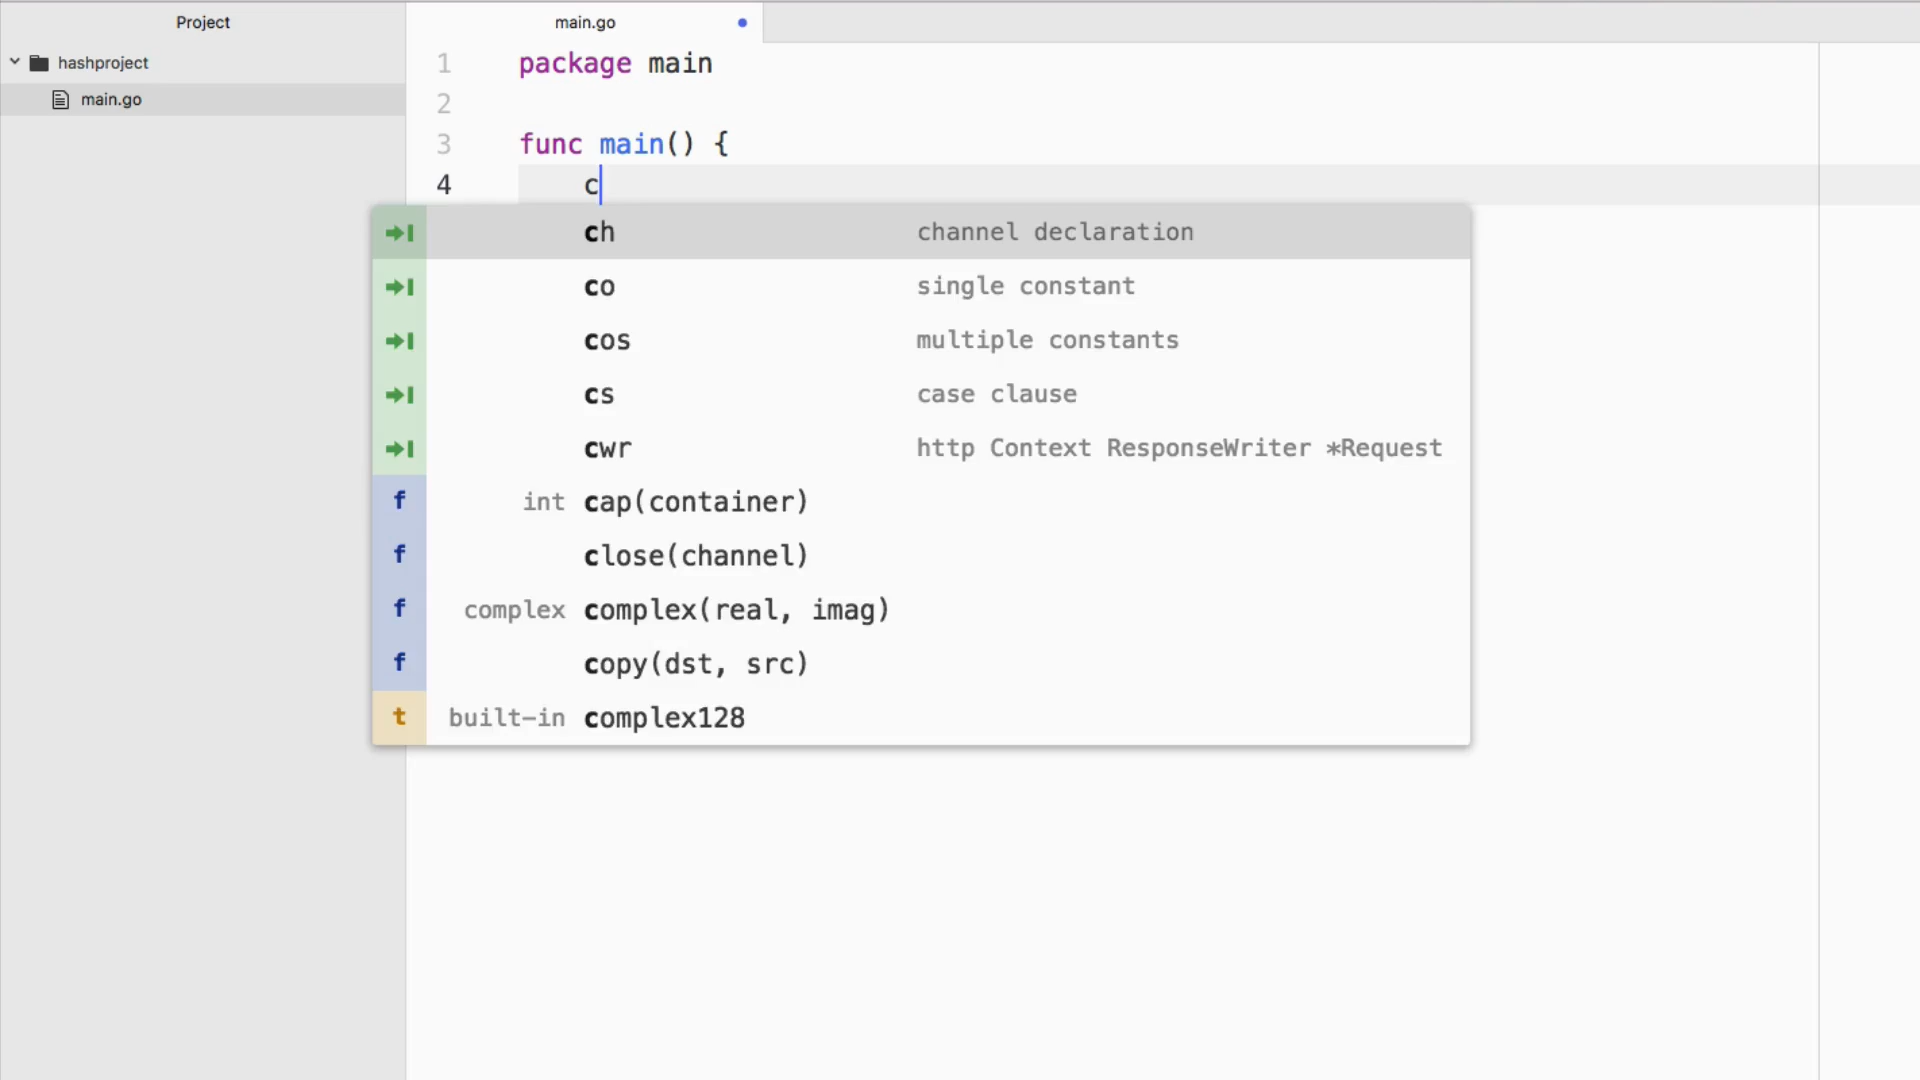 Project
main.go
hashproject
main.go
1 package main
2
3 func main() {
4 c
ch channel declaration
co single constant
cos multiple constants
cs case clause
cwr http Context ResponseWriter *Request
f int cap(container)
f close(channel)
f complex complex(real, imag)
f copy(dst, src)
t built-in complex128